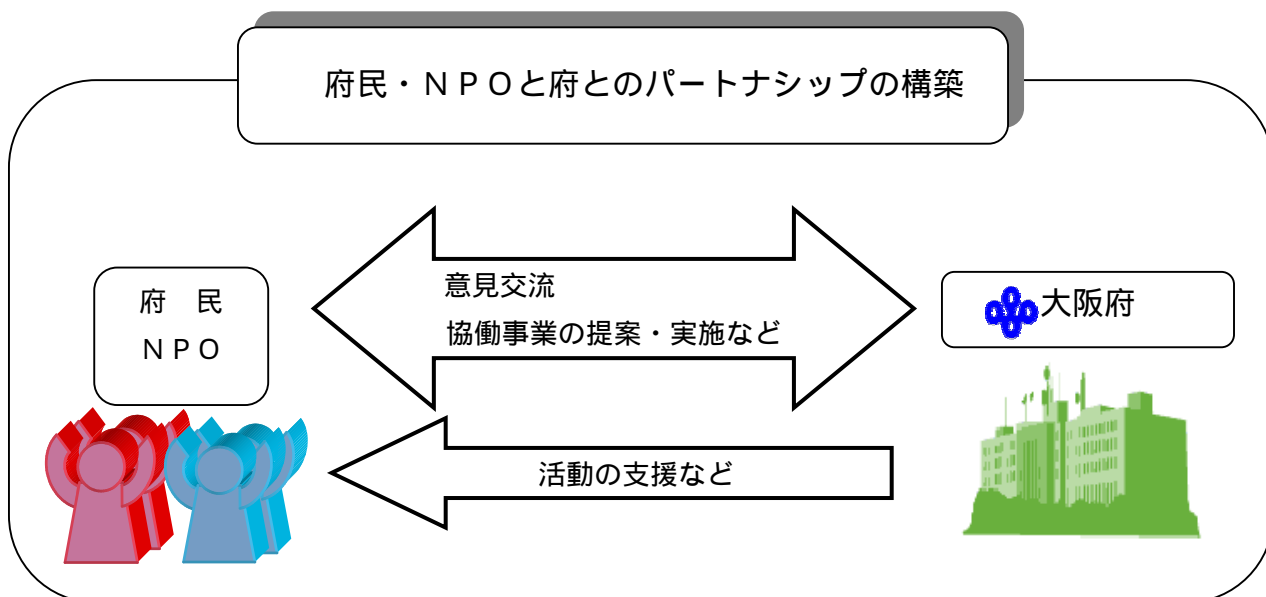 府民・ＮＰＯと府とのパートナシップの構築
意見交流
協働事業の提案・実施など
府　民
ＮＰＯ
大阪府
活動の支援など